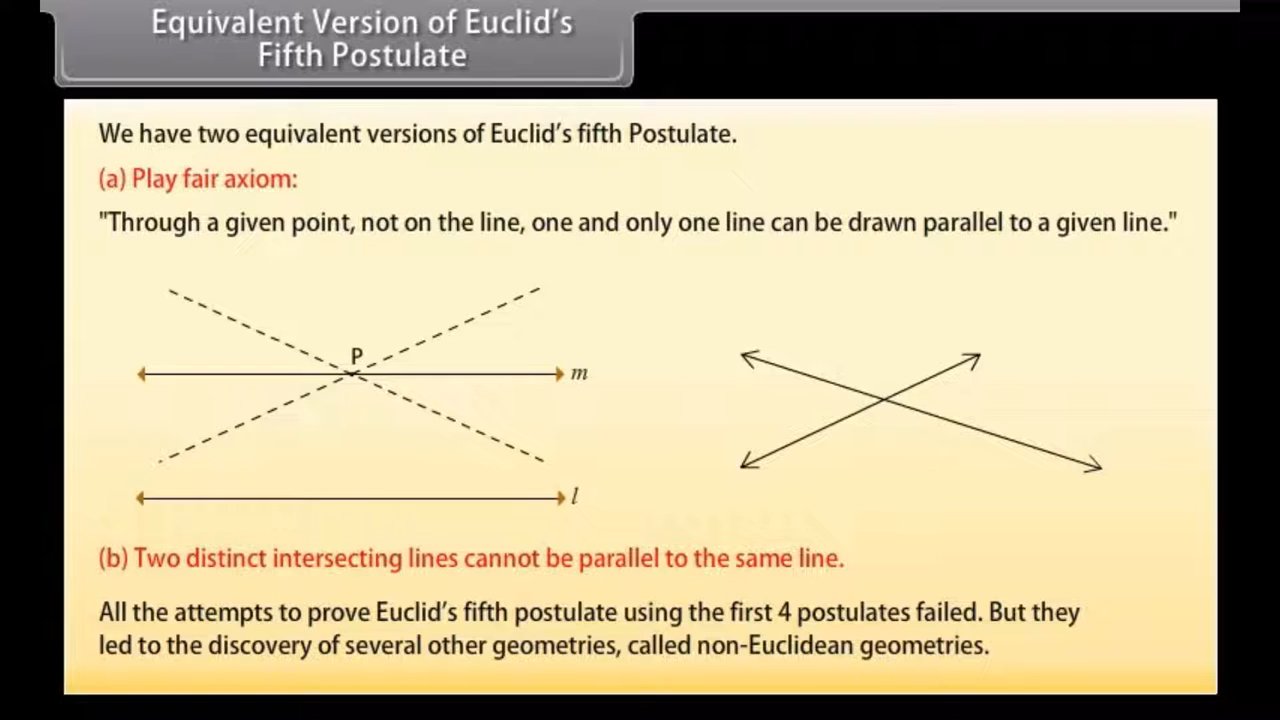 Equivalent Version of Euclid's
Fifth Postulate
We have two equivalent versions of Euclid's fifth Postulate.
(a) Play fair axiom:
"Through a given point, not on the line, one and only one line can be drawn parallel to a given line."
P
m
l
(b) Two distinct intersecting lines cannot be parallel to the same line.
All the attempts to prove Euclid's fifth postulate using the first 4 postulates failed. But they
led to the discovery of several other geometries, called non-Euclidean geometries.